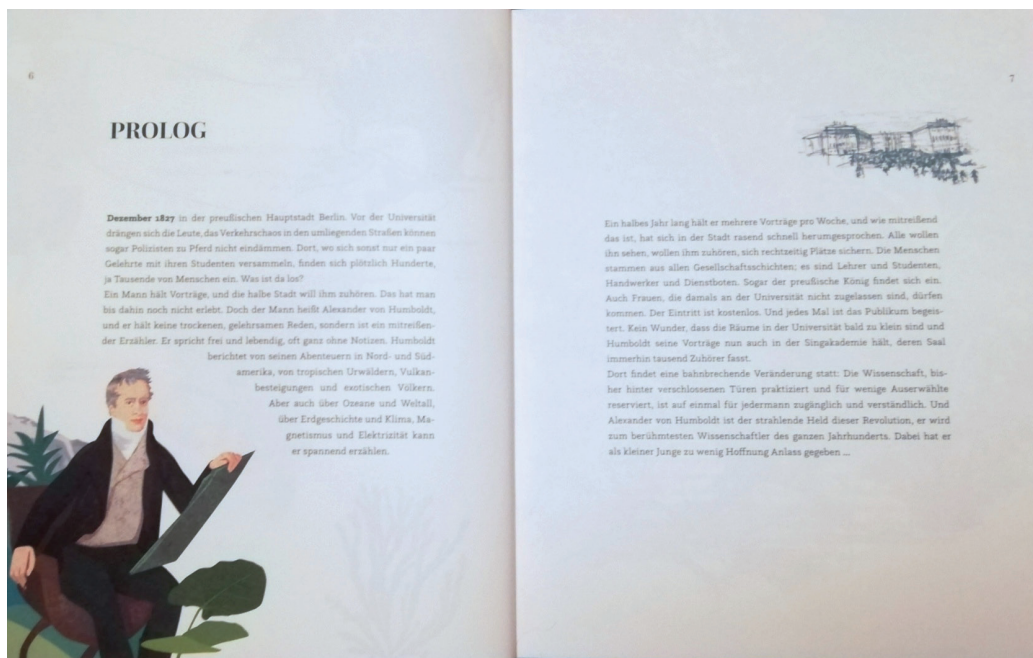 6
PROLOG
Dezember 1827 in der preußischen Hauptstadt Berlin. Vor der Universität
drängen sich die Leute, das Verkehrschaos in den umliegenden Straßen können
sogar Polizisten zu Pferd nicht eindämmen. Dort, wo sich sonst nur ein paar
Gelehrte mit ihren Studenten versammeln, finden sich plötzlich Hunderte,
ja Tausende von Menschen ein. Was ist da los?
Ein Mann hält Vorträge, und die halbe Stadt will ihm zuhören. Das hat man
bis dahin noch nicht erlebt. Doch der Mann heißt Alexander von Humboldt,
und er hält keine trockenen, gelehrsamen Reden, sondern ist ein mitreißen-
der Erzähler. Er spricht frei und lebendig, oft ganz ohne Notizen. Humboldt
berichtet von seinen Abenteuern in Nord- und Süd-
amerika, von tropischen Urwäldern, Vulkan-
besteigungen und exotischen Völkern.
Aber auch über Ozeane und Weltall,
über Erdgeschichte und Klima, Ma-
gnetismus und Elektrizität kann
er spannend erzählen.
7
Ein halbes Jahr lang hält er mehrere Vorträge pro Woche, und wie mitreißend
das ist, hat sich in der Stadt rasend schnell herumgesprochen. Alle wollen
ihn sehen, wollen ihm zuhören, sich rechtzeitig Plätze sichern. Die Menschen
stammen aus allen Gesellschaftsschichten; es sind Lehrer und Studenten,
Handwerker und Dienstboten. Sogar der preußische König findet sich ein.
Auch Frauen, die damals an der Universität nicht zugelassen sind, dürfen
kommen. Der Eintritt ist kostenlos. Und jedes Mal ist das Publikum begeis-
tert. Kein Wunder, dass die Räume in der Universität bald zu klein sind und
Humboldt seine Vorträge nun auch in der Singakademie hält, deren Saal
immerhin tausend Zuhörer fasst.
Dort findet eine bahnbrechende Veränderung statt: Die Wissenschaft, bis-
her hinter verschlossenen Türen praktiziert und für wenige Auserwählte
reserviert, ist auf einmal für jedermann zugänglich und verständlich. Und
Alexander von Humboldt ist der strahlende Held dieser Revolution, er wird
zum berühmtesten Wissenschaftler des ganzen Jahrhunderts. Dabei hat er
als kleiner Junge zu wenig Hoffnung Anlass gegeben ...